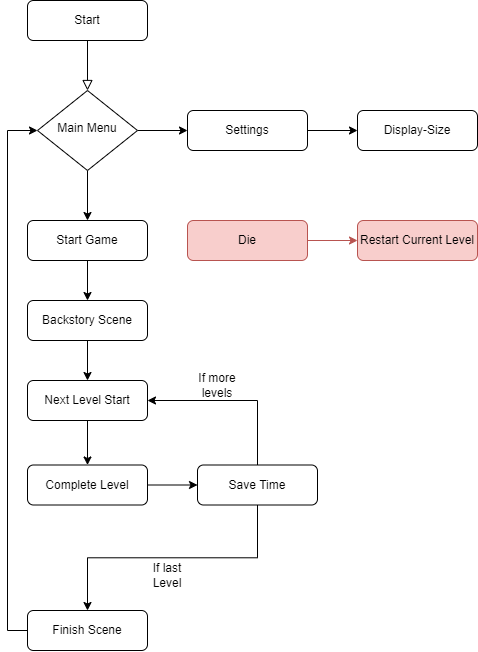 Start
Main Menu
Settings
Display-Size
Start Game
Die
Restart Current Level
Backstory Scene
If more
levels
Next Level Start
Complete Level
Save Time
If last
Level
Finish Scene